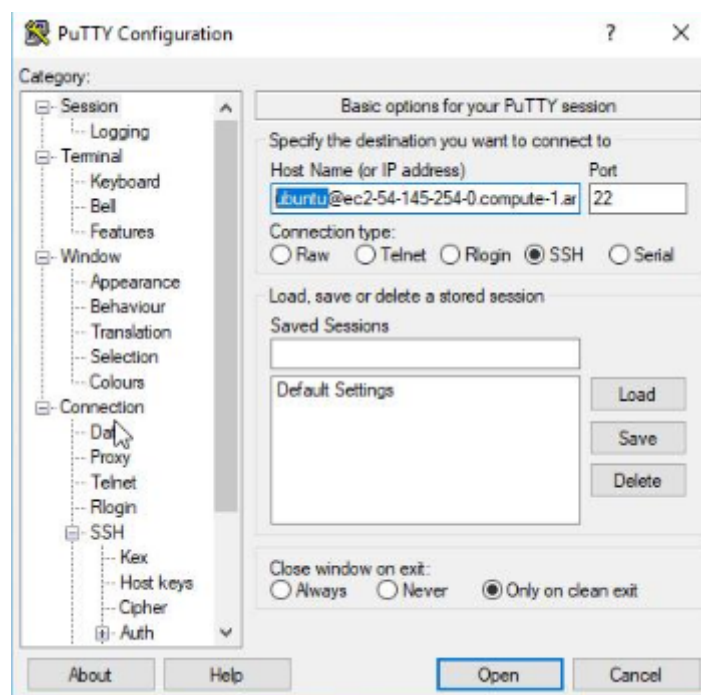 PuTTY Configuration
?
Category:
Session
Logging
Terminal
Keyboard
Bell
Features
Window
Appearance
Behaviour
Translation
Selection
Colours
Connection
Proxy
Telnet
Rlogin
SSH
Kex
Host keys
Cipher
Auth
Basic options for your PuTTY session
Specify the destination you want to connect to
Host Name (or IP address) Port
ubuntu@ec2-54-145-254-0.compute-1.ar 22
Connection type:
Raw Telnet Rlogin SSH Serial
Load, save or delete a stored session
Saved Sessions
Default Settings
Load
Save
Delete
Close window on exit:
Always Never Only on clean exit
About Help Open Cancel